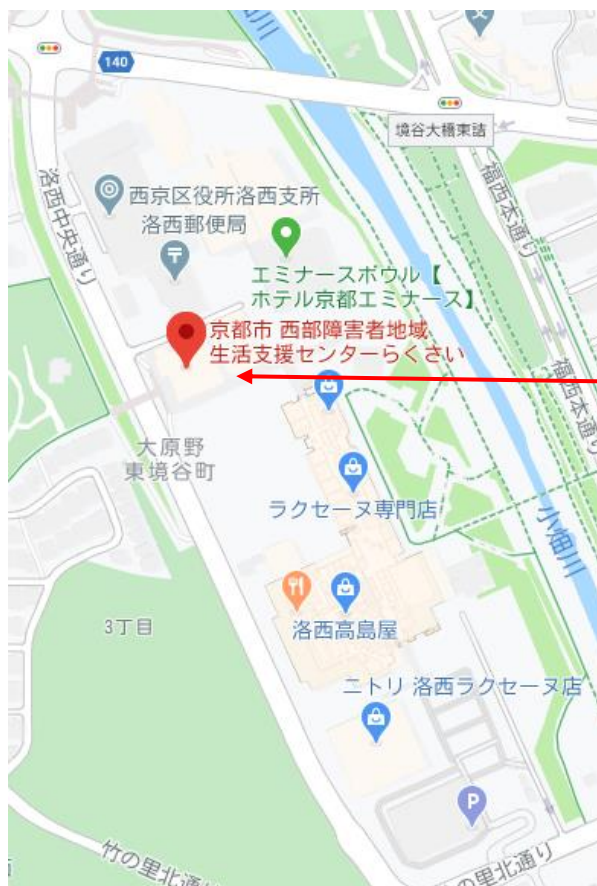 140
境谷大橋東詰
福西本通り
洛西中央通り
西京区役所洛西支所
洛西郵便局
エミナースボウル【
ホテル京都エミナース】
京都市 西部障害者地域
生活支援センターらくさい
福西本通り
大原野
東境谷町
ラクセーヌ専門店
小畑川
3丁目
洛西高島屋
ニトリ 洛西ラクセーヌ店
P
竹の里北通り
の里北通り